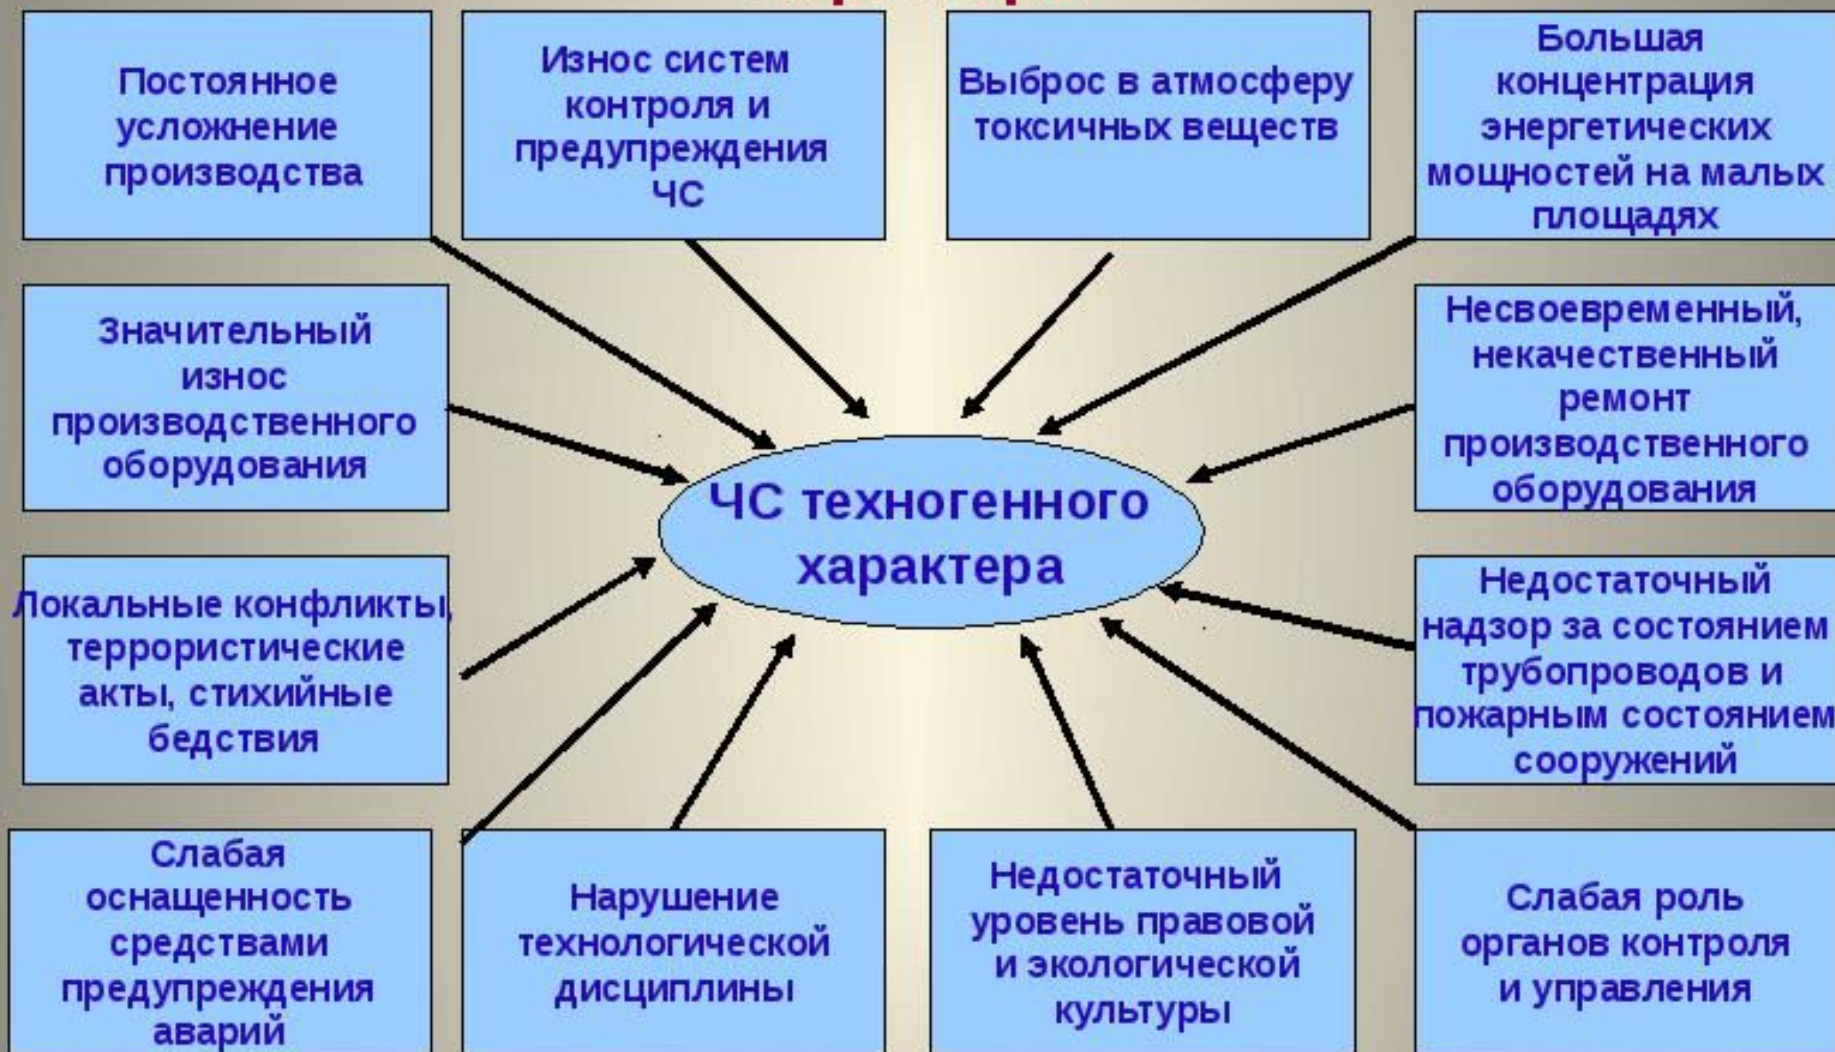 Постоянное
усложнение
производства
Износ систем
контроля и
предупреждения
ЧС
Выброс в атмосферу
токсичных веществ
Большая
концентрация
энергетических
мощностей на малых
площадях
Значительный
износ
производственного
оборудования
Несвоевременный,
некачественный
ремонт
производственного
оборудования
ЧС техногенного
характера
Локальные конфликты,
террористические
акты, стихийные
бедствия
Недостаточный
надзор за состоянием
трубопроводов и
пожарным состоянием
сооружений
Слабая
оснащенность
средствами
предупреждения
аварий
Нарушение
технологической
дисциплины
Недостаточный
уровень правовой
и экологической
культуры
Слабая роль
органов контроля
и управления